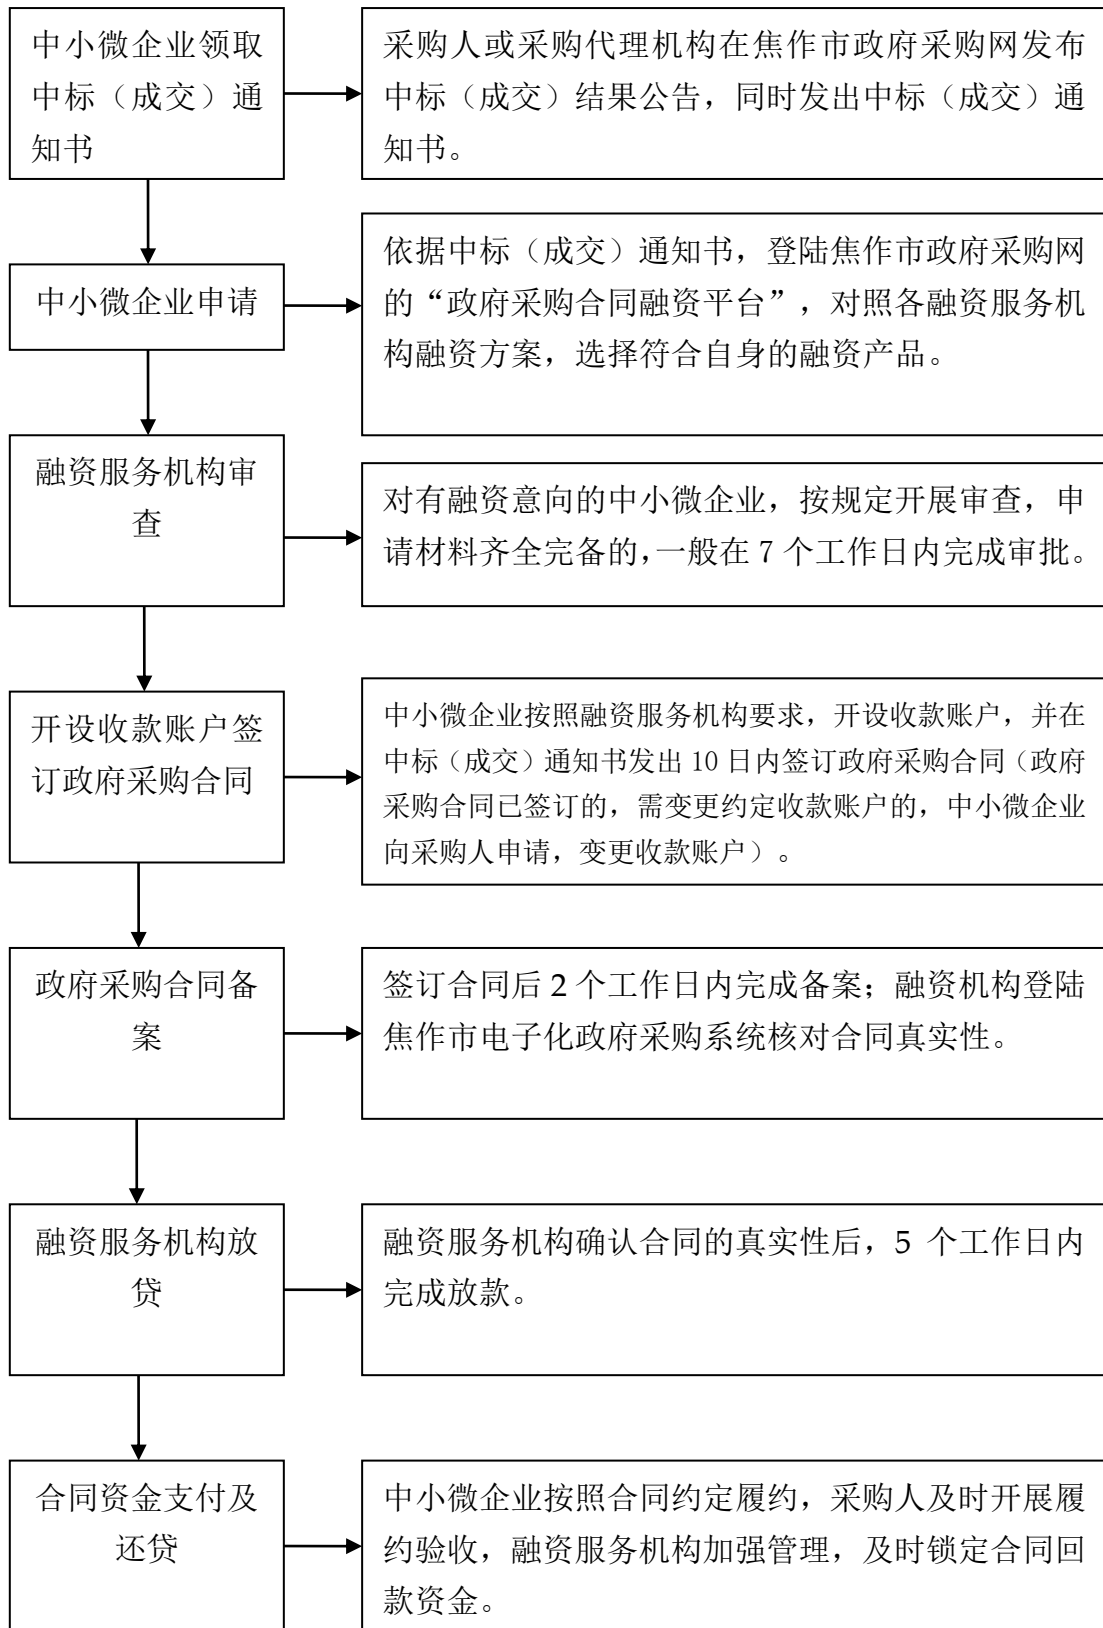 中小微企业领取
中标（成交）通
知书
采购人或采购代理机构在焦作市政府采购网发布
中标（成交）结果公告，同时发出中标（成交）通
知书。
中小微企业申请
依据中标（成交）通知书，登陆焦作市政府采购网
的“政府采购合同融资平台”，对照各融资服务机
构融资方案，选择符合自身的融资产品。
融资服务机构审
查
对有融资意向的中小微企业，按规定开展审查，申
请材料齐全完备的，一般在 7 个工作日内完成审批。
开设收款账户签
订政府采购合同
中小微企业按照融资服务机构要求，开设收款账户，并在
中标（成交）通知书发出 10 日内签订政府采购合同（政府
采购合同已签订的，需变更约定收款账户的，中小微企业
向采购人申请，变更收款账户）。
政府采购合同备
案
签订合同后 2 个工作日内完成备案；融资机构登陆
焦作市电子化政府采购系统核对合同真实性。
融资服务机构放
贷
融资服务机构确认合同的真实性后，5 个工作日内
完成放款。
合同资金支付及
还贷
中小微企业按照合同约定履约，采购人及时开展履
约验收，融资服务机构加强管理，及时锁定合同回
款资金。